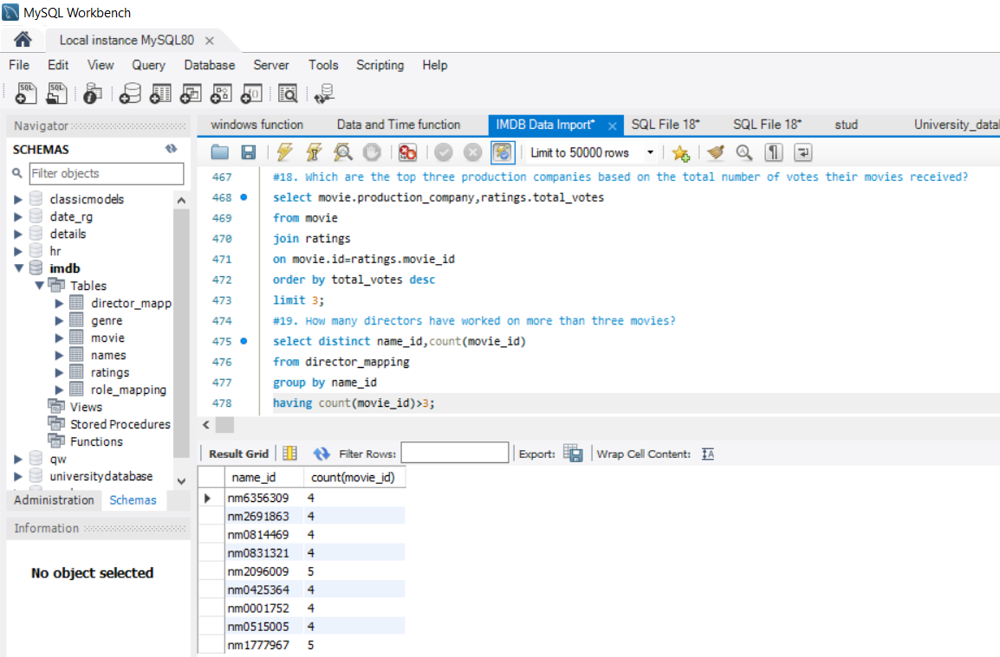 MySQL Workbench
Local instance MySQL80
File Edit View Query Database Server Tools Scripting Help
SQL SQL
Navigator
SCHEMAS
Filter objects
classicmodels
date_rg
details
hr
imdb
Tables
director_mapp
genre
movie
names
ratings
role_mapping
Views
Stored Procedures
Functions
qw
universitydatabase
Administration Schemas
Information
No object selected
windows function Data and Time function IMDB Data Import* SQL File 18* SQL File 18* stud University_datal
Limit to 50000 rows
467 #18. Which are the top three production companies based on the total number of votes their movies received?
468 select movie.production_company,ratings.total_votes
469 from movie
470 join ratings
471 on movie.id=ratings.movie_id
472 order by total_votes desc
473 limit 3;
474 #19. How many directors have worked on more than three movies?
475 select distinct name_id,count(movie_id)
476 from director_mapping
477 group by name_id
478 having count(movie_id)>3;
Result Grid Filter Rows: Export: Wrap Cell Content:
name_id count(movie_id)
nm6356309 4
nm2691863 4
nm0814469 4
nm0831321 4
nm2096009 5
nm0425364 4
nm0001752 4
nm0515005 4
nm1777967 5